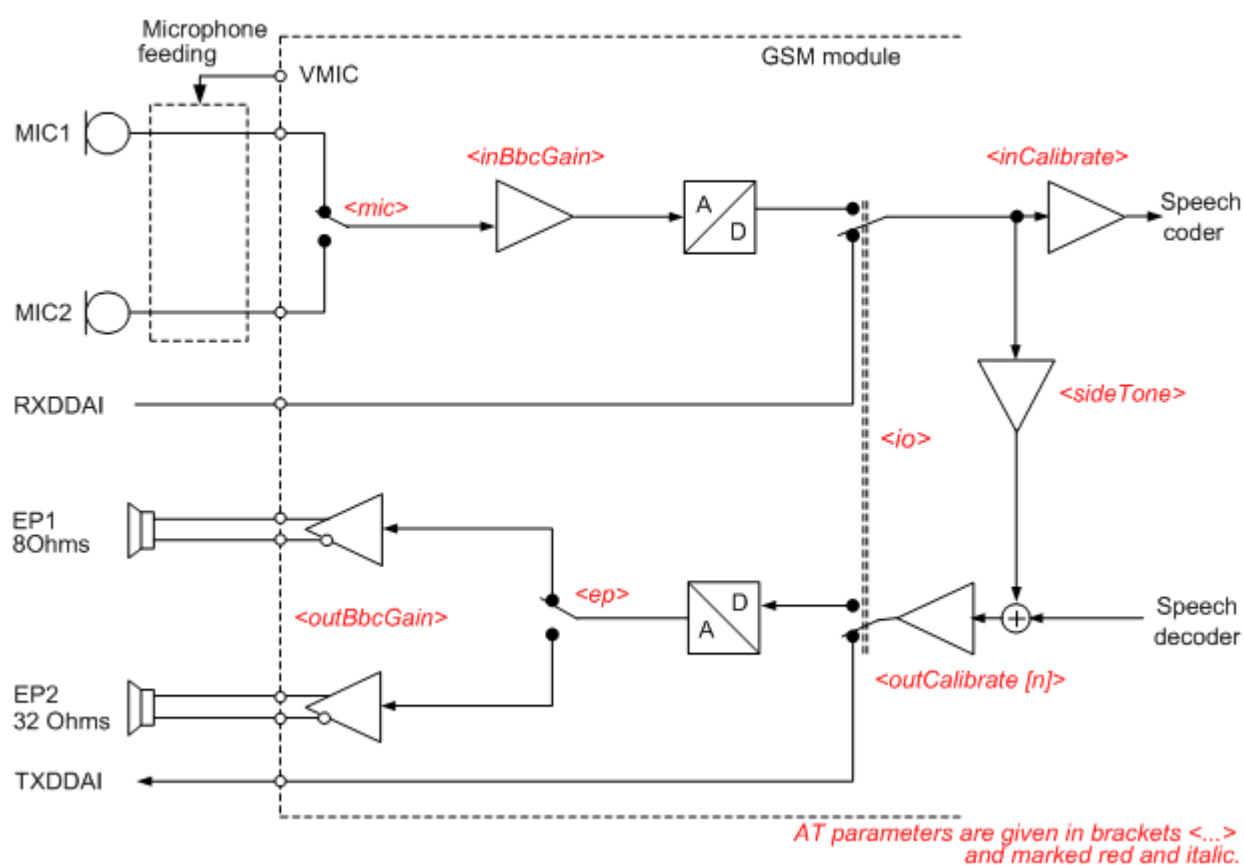 Microphone
feeding
GSM module
VMIC
MIC1
<inBbcGain>
<inCalibrate>
<mic>
A
D
Speech
coder
MIC2
RXDDAI
<sideTone>
<io>
EP1
8Ohms
<outBbcGain>
<ep>
D
A
Speech
decoder
<outCalibrate [n]>
EP2
32 Ohms
TXDDAI
AT parameters are given in brackets <...>
and marked red and italic.